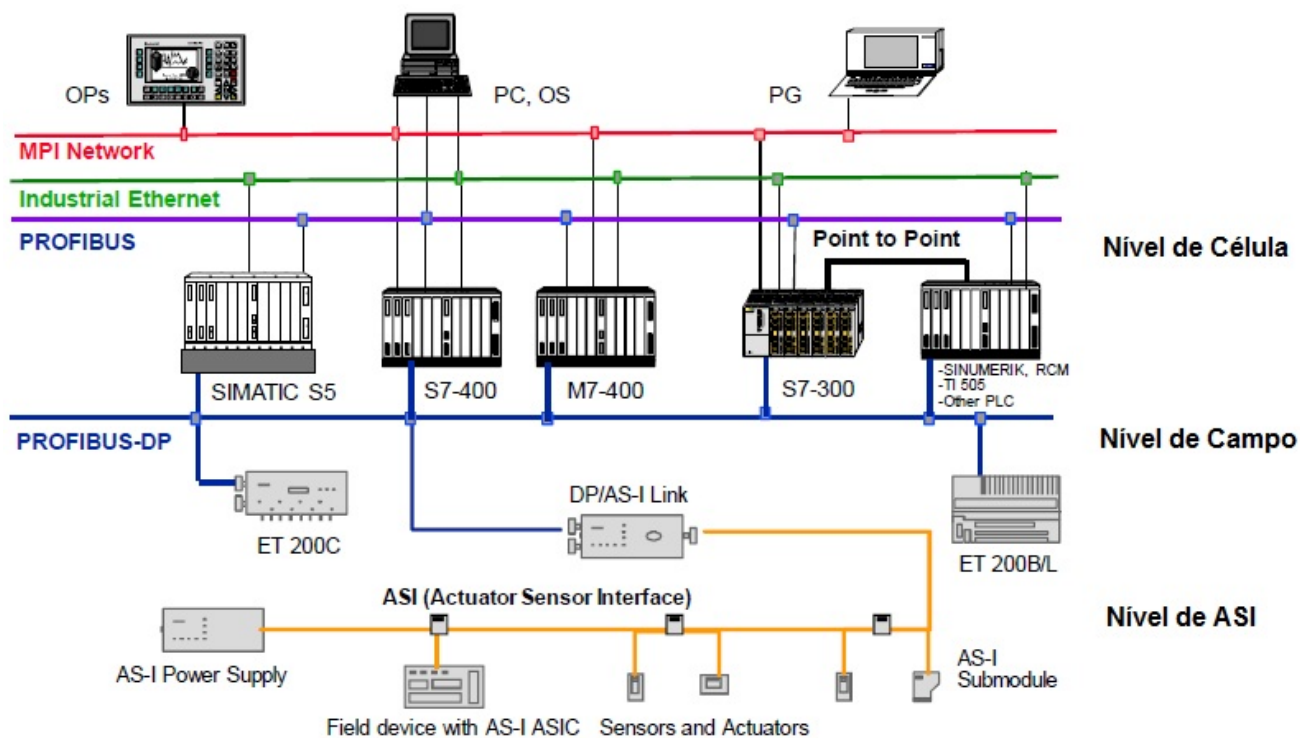 OPs
PC, OS
PG
MPI Network
Industrial Ethernet
PROFIBUS
Point to Point
Nível de Célula
SIMATIC S5
S7-400
M7-400
S7-300
-SINUMERIK, RCM
-TI 505
-Other PLC
PROFIBUS-DP
Nível de Campo
ET 200C
DP/AS-I Link
ET 200B/L
ASI (Actuator Sensor Interface)
Nível de ASI
AS-I Power Supply
AS-I
Submodule
Field device with AS-I ASIC
Sensors and Actuators